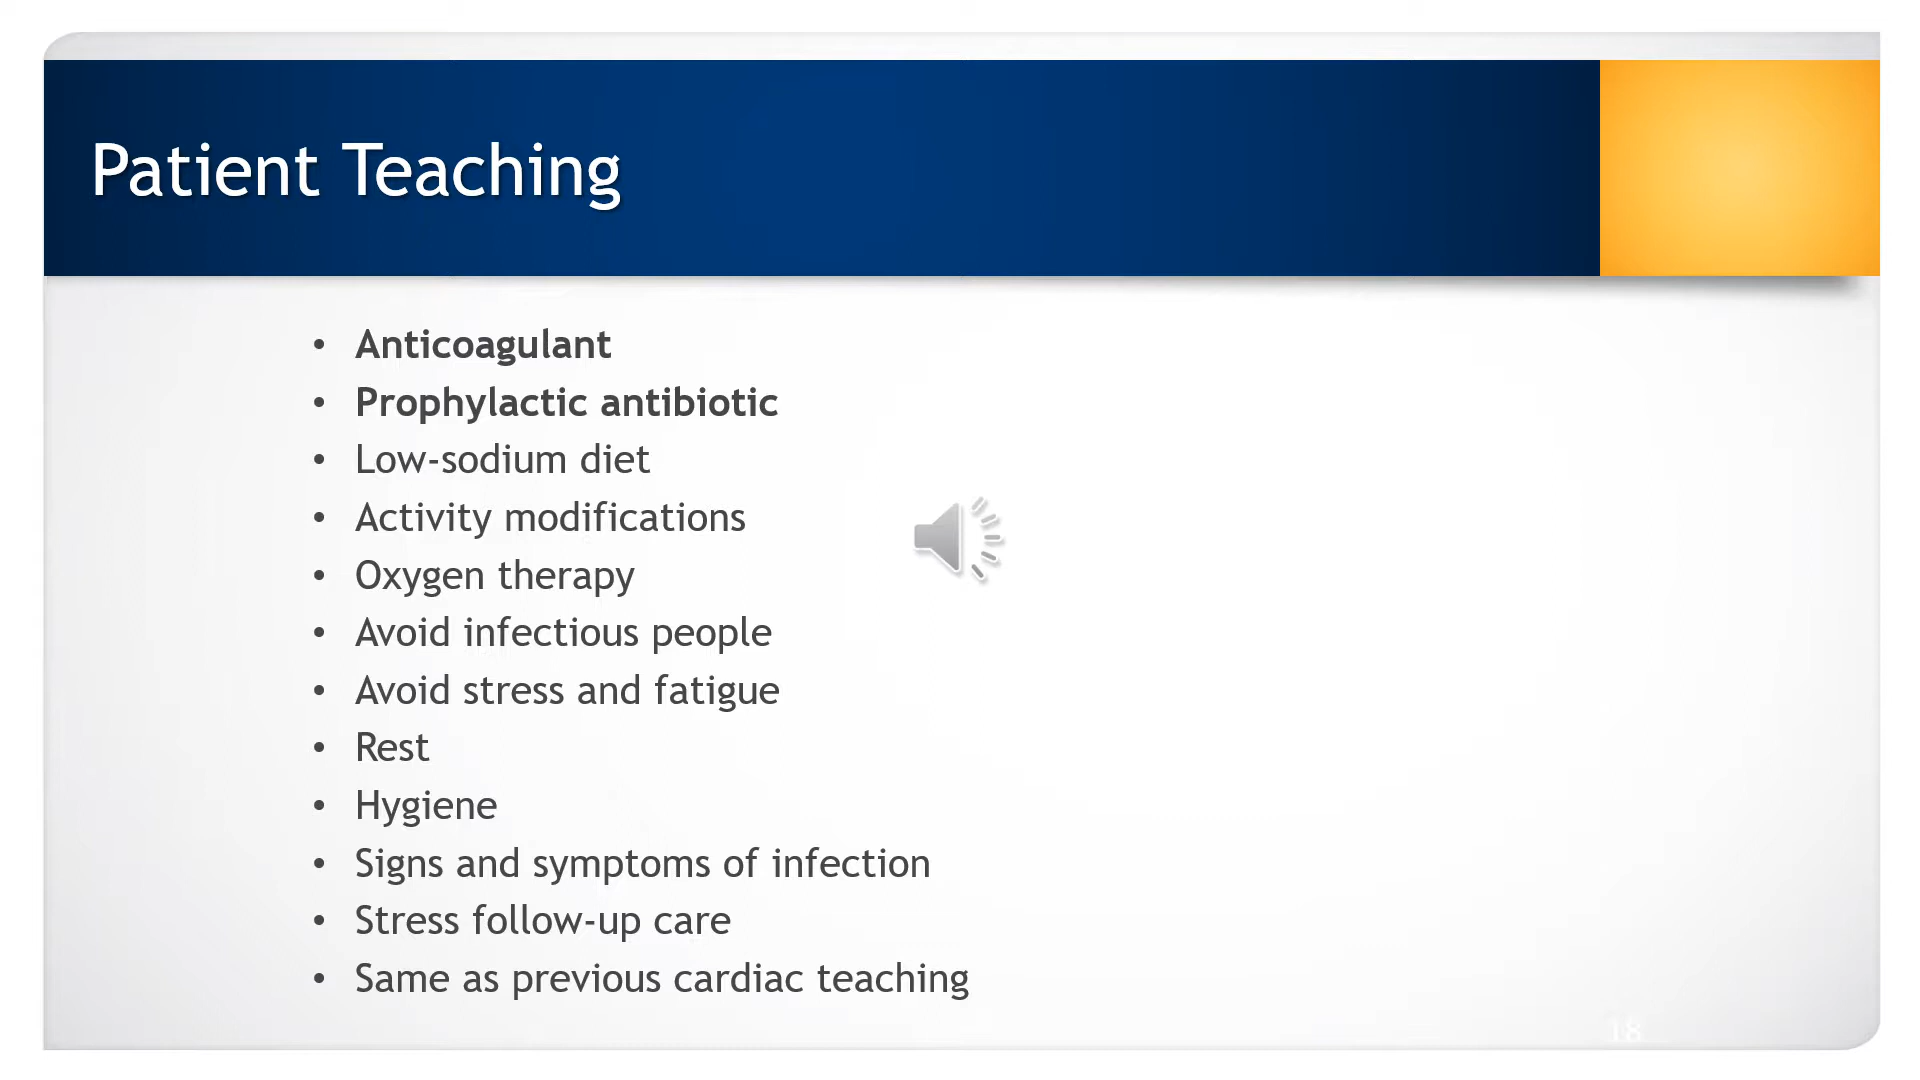 Patient Teaching
• Anticoagulant
• Prophylactic antibiotic
• Low-sodium diet
• Activity modifications
• Oxygen therapy
• Avoid infectious people
• Avoid stress and fatigue
• Rest
• Hygiene
• Signs and symptoms of infection
• Stress follow-up care
• Same as previous cardiac teaching
18